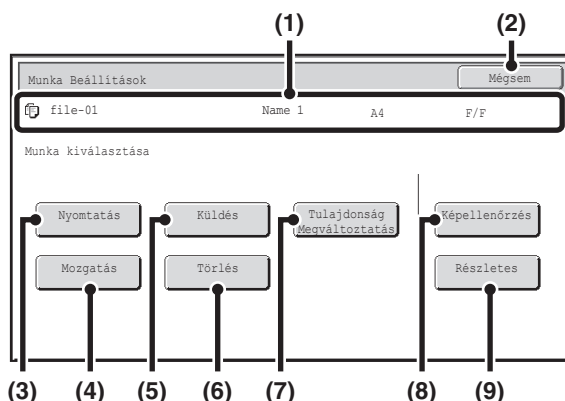 (1) (2)
Munka Beállítások Mégsem
file-01 Name 1 A4 F/F
Munka kiválasztása
Nyomtatás Küldés Tulajdonság Megváltoztatás Képellenőrzés
Mozgatás Törlés Részletes
(3) (4) (5) (6) (7) (8) (9)